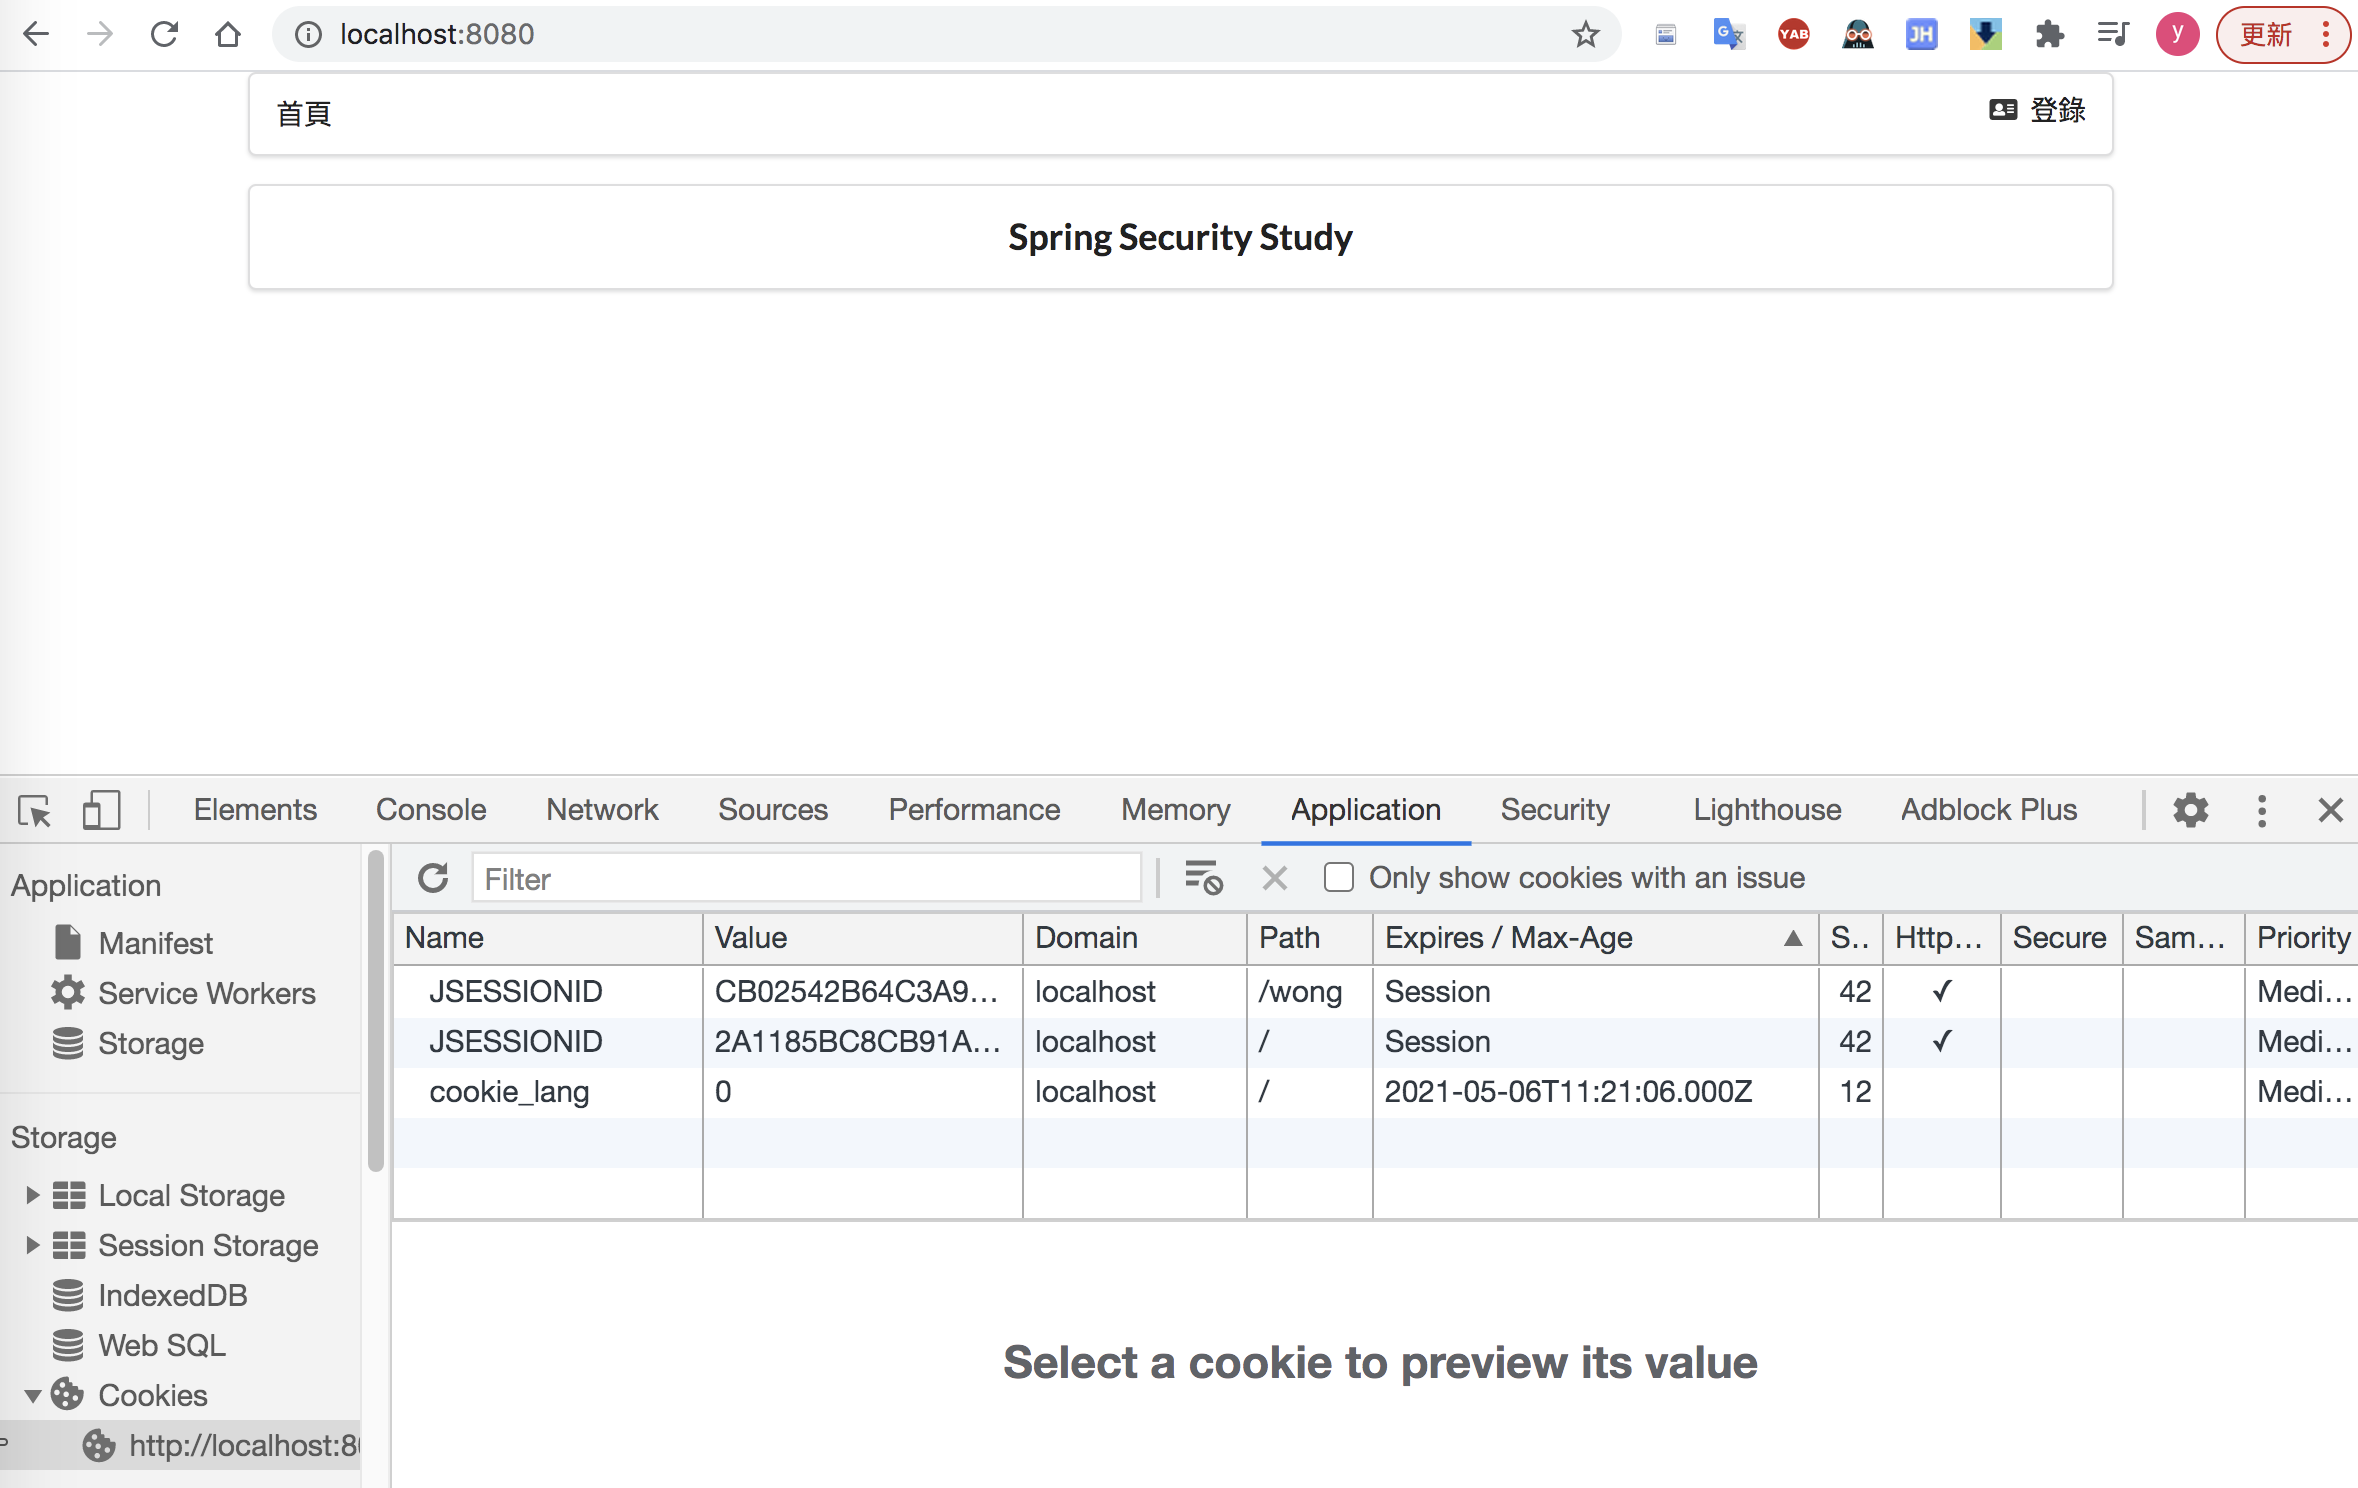 localhost:8080
YAB
JH
y
更新
首頁
登錄
Spring Security Study
Elements Console Network Sources Performance Memory Application Security Lighthouse Adblock Plus
Application
Manifest
Service Workers
Storage
Storage
Local Storage
Session Storage
IndexedDB
Web SQL
Cookies
http://localhost:80
Filter
Only show cookies with an issue
Name Value Domain Path Expires / Max-Age S.. Http... Secure Sam... Priority
JSESSIONID CB02542B64C3A9... localhost /wong Session 42 ✓ Medi...
JSESSIONID 2A1185BC8CB91A... localhost / Session 42 ✓ Medi...
cookie_lang 0 localhost / 2021-05-06T11:21:06.000Z 12 Medi...
Select a cookie to preview its value